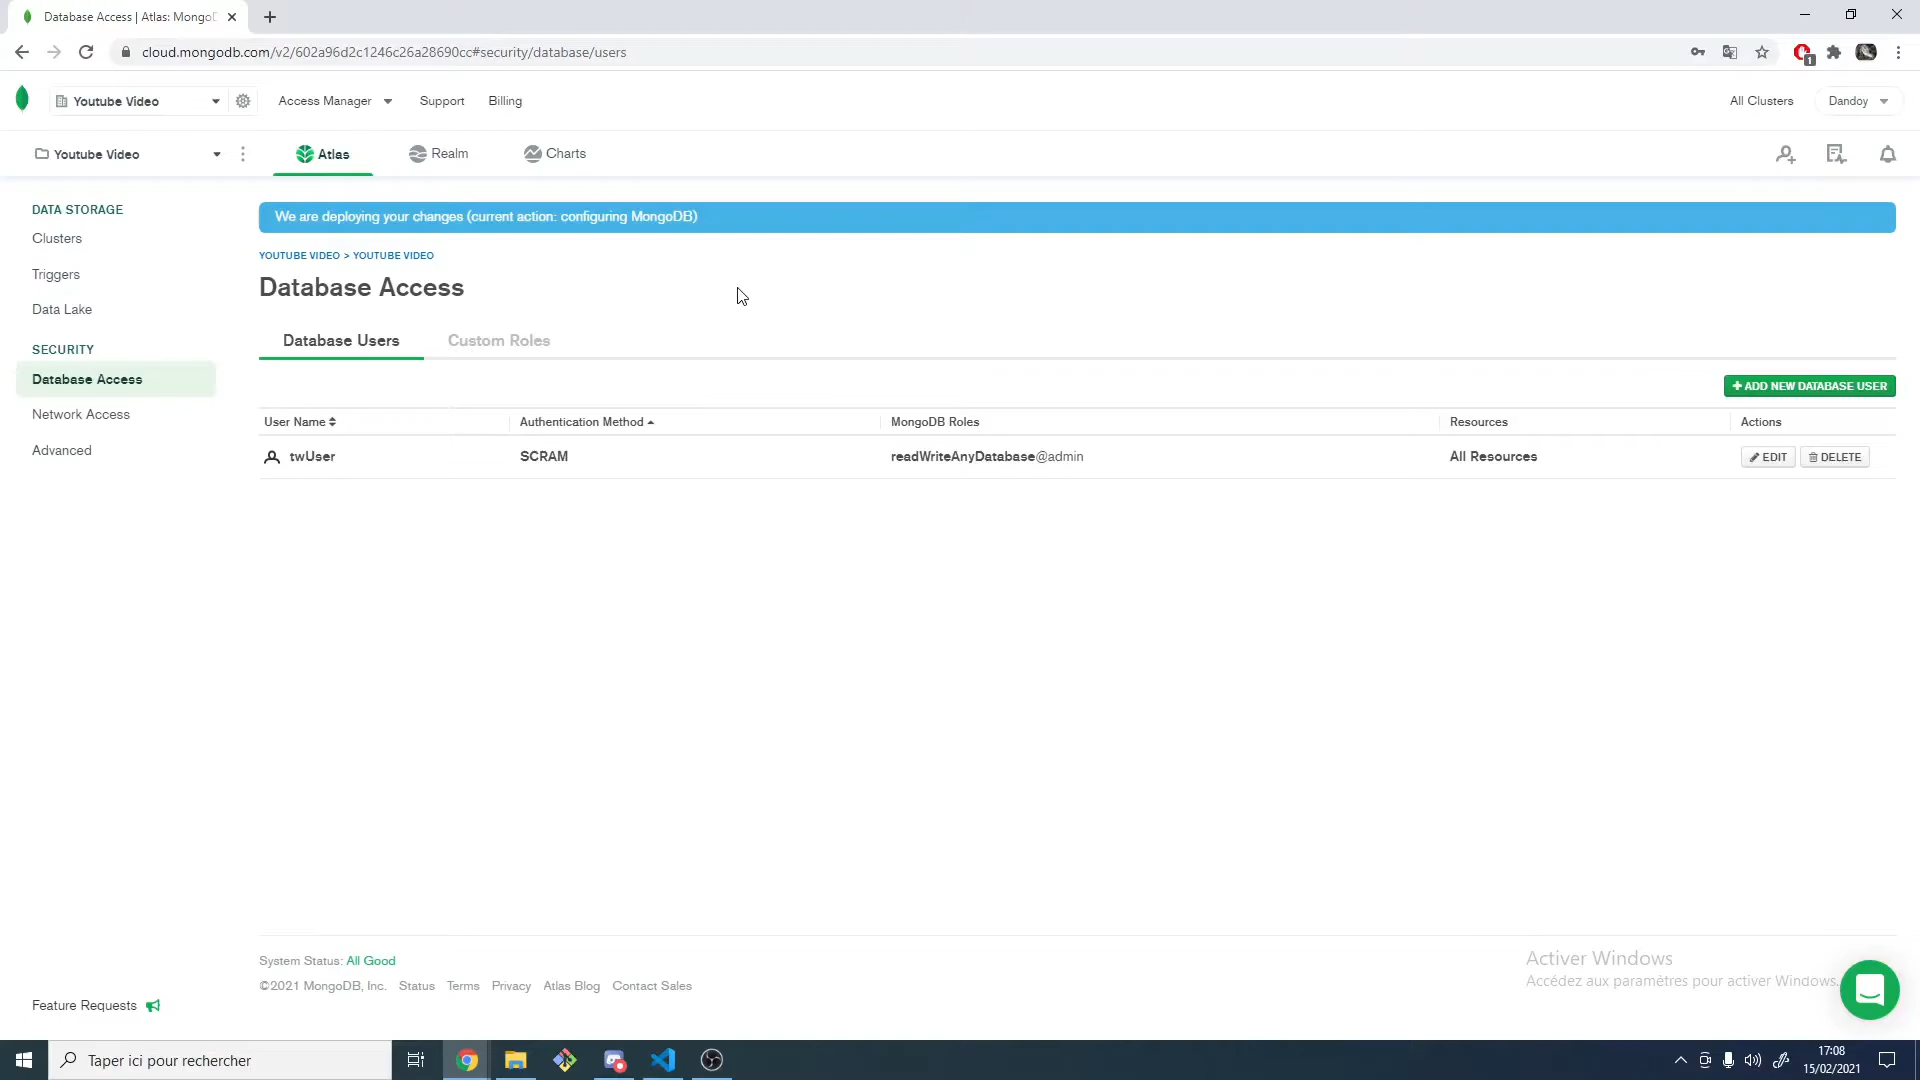 Database Access | Atlas: MongoD
cloud.mongodb.com/v2/602a96d2c1246c26a28690cc#security/database/users
1
Youtube Video
Access Manager
Support
Billing
All Clusters
Dandoy
Youtube Video
Atlas
Realm
Charts
DATA STORAGE
Clusters
Triggers
Data Lake
SECURITY
Database Access
Network Access
Advanced
We are deploying your changes (current action: configuring MongoDB)
YOUTUBE VIDEO > YOUTUBE VIDEO
Database Access
Database Users
Custom Roles
+ ADD NEW DATABASE USER
User Name
Authentication Method
MongoDB Roles
Resources
Actions
twUser
SCRAM
readWriteAnyDatabase@admin
All Resources
EDIT
DELETE
System Status: All Good
©2021 MongoDB, Inc. Status Terms Privacy Atlas Blog Contact Sales
Feature Requests
Activer Windows
Accédez aux paramètres pour activer Windows.
Taper ici pour rechercher
17:08
15/02/2021